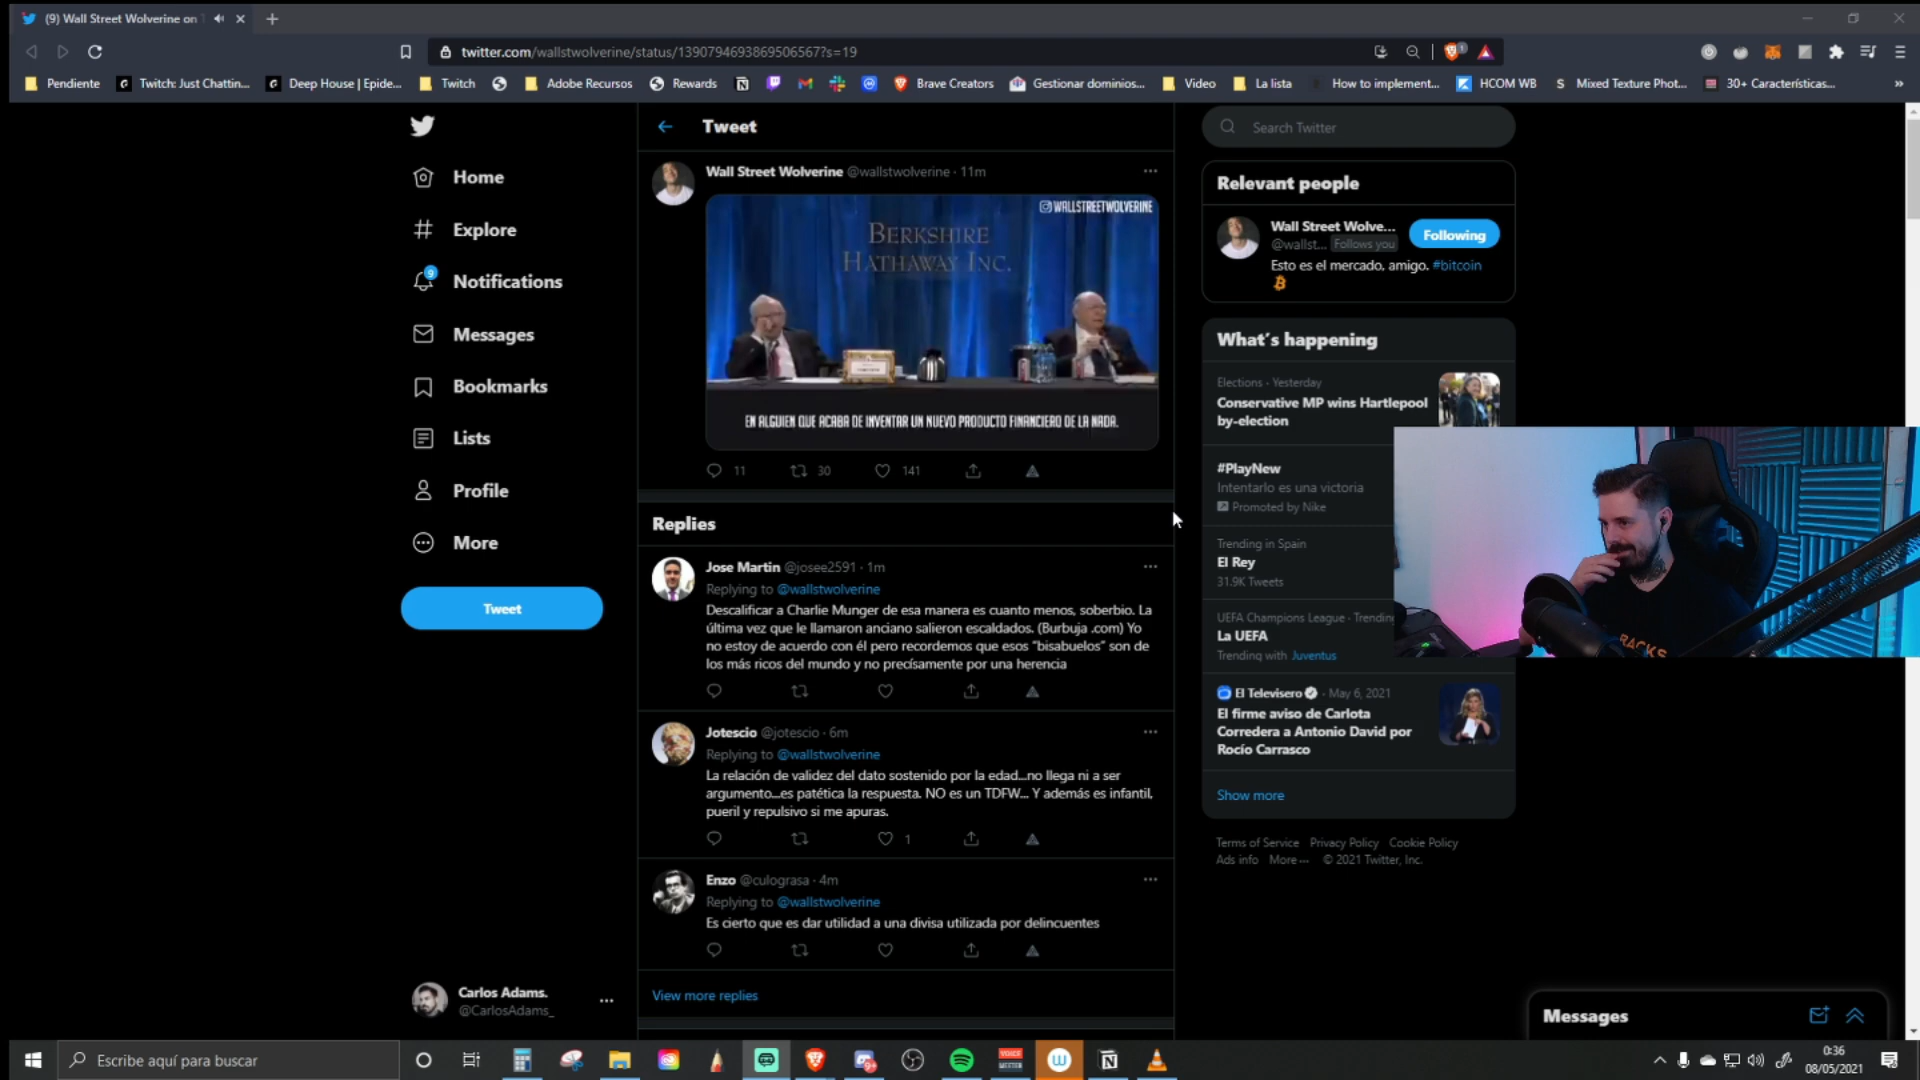 (9) Wall Street Wolverine on
twitter.com/wallstwolverine/status/1390794693869506567?s=19
Pendiente
Twitch: Just Chattin...
Deep House | Epide...
Twitch
Adobe Recursos
Rewards
Brave Creators
Gestionar dominios...
Video
La lista
How to implement...
HCOM WB
Mixed Texture Phot...
30+ Características...
Home
Explore
9
Notifications
Messages
Bookmarks
Lists
Profile
More
Tweet
Carlos Adams.
@CarlosAdams_
Tweet
Wall Street Wolverine @wallstwolverine · 11m
WALLSTREETWOLVERINE
BERKSHIRE
HATHAWAY INC.
EN ALGUIEN QUE ACABA DE INVENTAR UN NUEVO PRODUCTO FINANCIERO DE LA NADA.
11 30 141
Replies
Jose Martin @josee2591 · 1m
Replying to @wallstwolverine
Descalificar a Charlie Munger de esa manera es cuanto menos, soberbio. La
última vez que le llamaron anciano salieron escaldados. (Burbuja .com) Yo
no estoy de acuerdo con él pero recordemos que esos "bisabuelos" son de
los más ricos del mundo y no precísamente por una herencia
Jotescio @jotescio · 6m
Replying to @wallstwolverine
La relación de validez del dato sostenido por la edad...no llega ni a ser
argumento...es patética la respuesta. NO es un TDFW... Y además es infantil,
pueril y repulsivo si me apuras.
1
Enzo @culograsa · 4m
Replying to @wallstwolverine
Es cierto que es dar utilidad a una divisa utilizada por delincuentes
View more replies
Search Twitter
Relevant people
Wall Street Wolve...
@wallst... Follows you
Following
Esto es el mercado, amigo. #bitcoin
What's happening
Elections · Yesterday
Conservative MP wins Hartlepool
by-election
#PlayNew
Intentarlo es una victoria
Promoted by Nike
Trending in Spain
El Rey
31.9K Tweets
UEFA Champions League · Trending
La UEFA
Trending with Juventus
El Televisero · May 6, 2021
El firme aviso de Carlota
Corredera a Antonio David por
Rocío Carrasco
Show more
Terms of Service Privacy Policy Cookie Policy
Ads info More ··· © 2021 Twitter, Inc.
Messages
Escribe aquí para buscar
0:36
08/05/2021